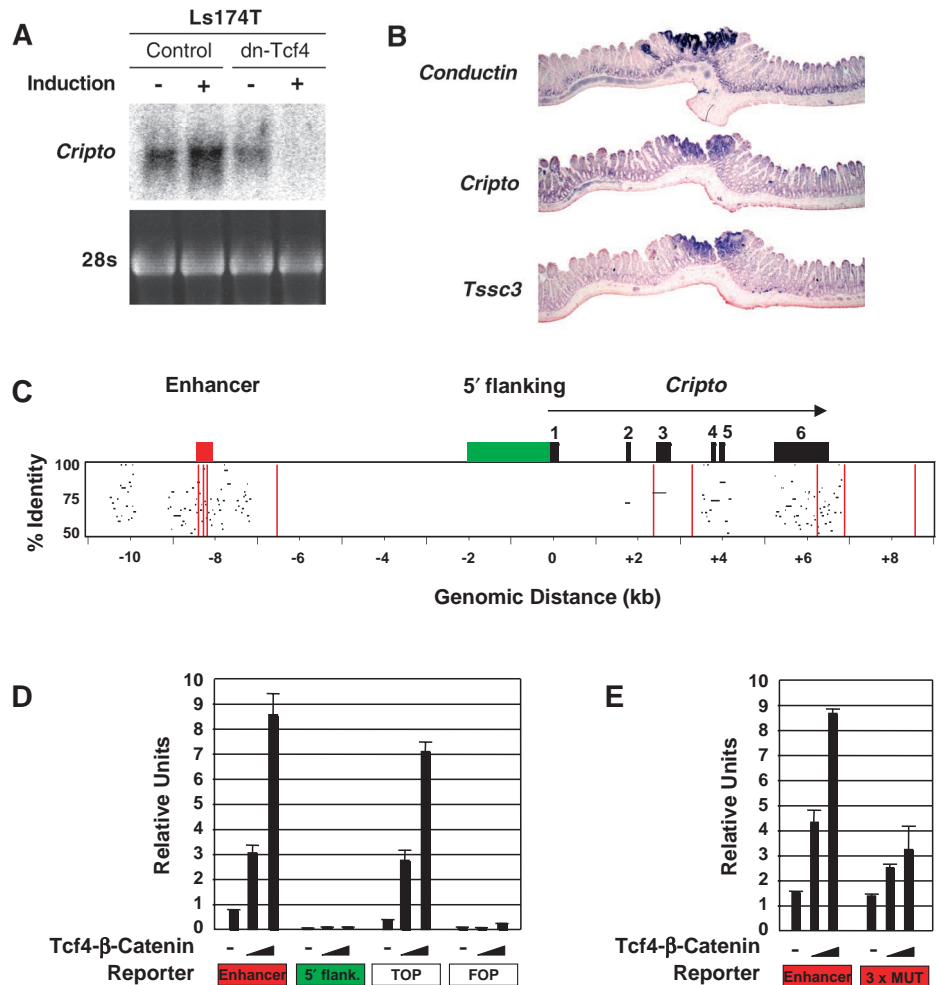 A
Ls174T
Control dn-Tcf4
Induction - + - +
Cripto
28s
B
Conductin
Cripto
Tssc3
C
Enhancer 5′ flanking Cripto
1 2 3 4 5 6
% Identity
100
75
50
-10 -8 -6 -4 -2 0 +2 +4 +6 +8
Genomic Distance (kb)
D
Relative Units
10
9
8
7
6
5
4
3
2
1
0
Tcf4-β-Catenin - - - -
Reporter Enhancer 5′ flank. TOP FOP
E
Relative Units
10
9
8
7
6
5
4
3
2
1
0
Tcf4-β-Catenin - -
Reporter Enhancer 3 x MUT